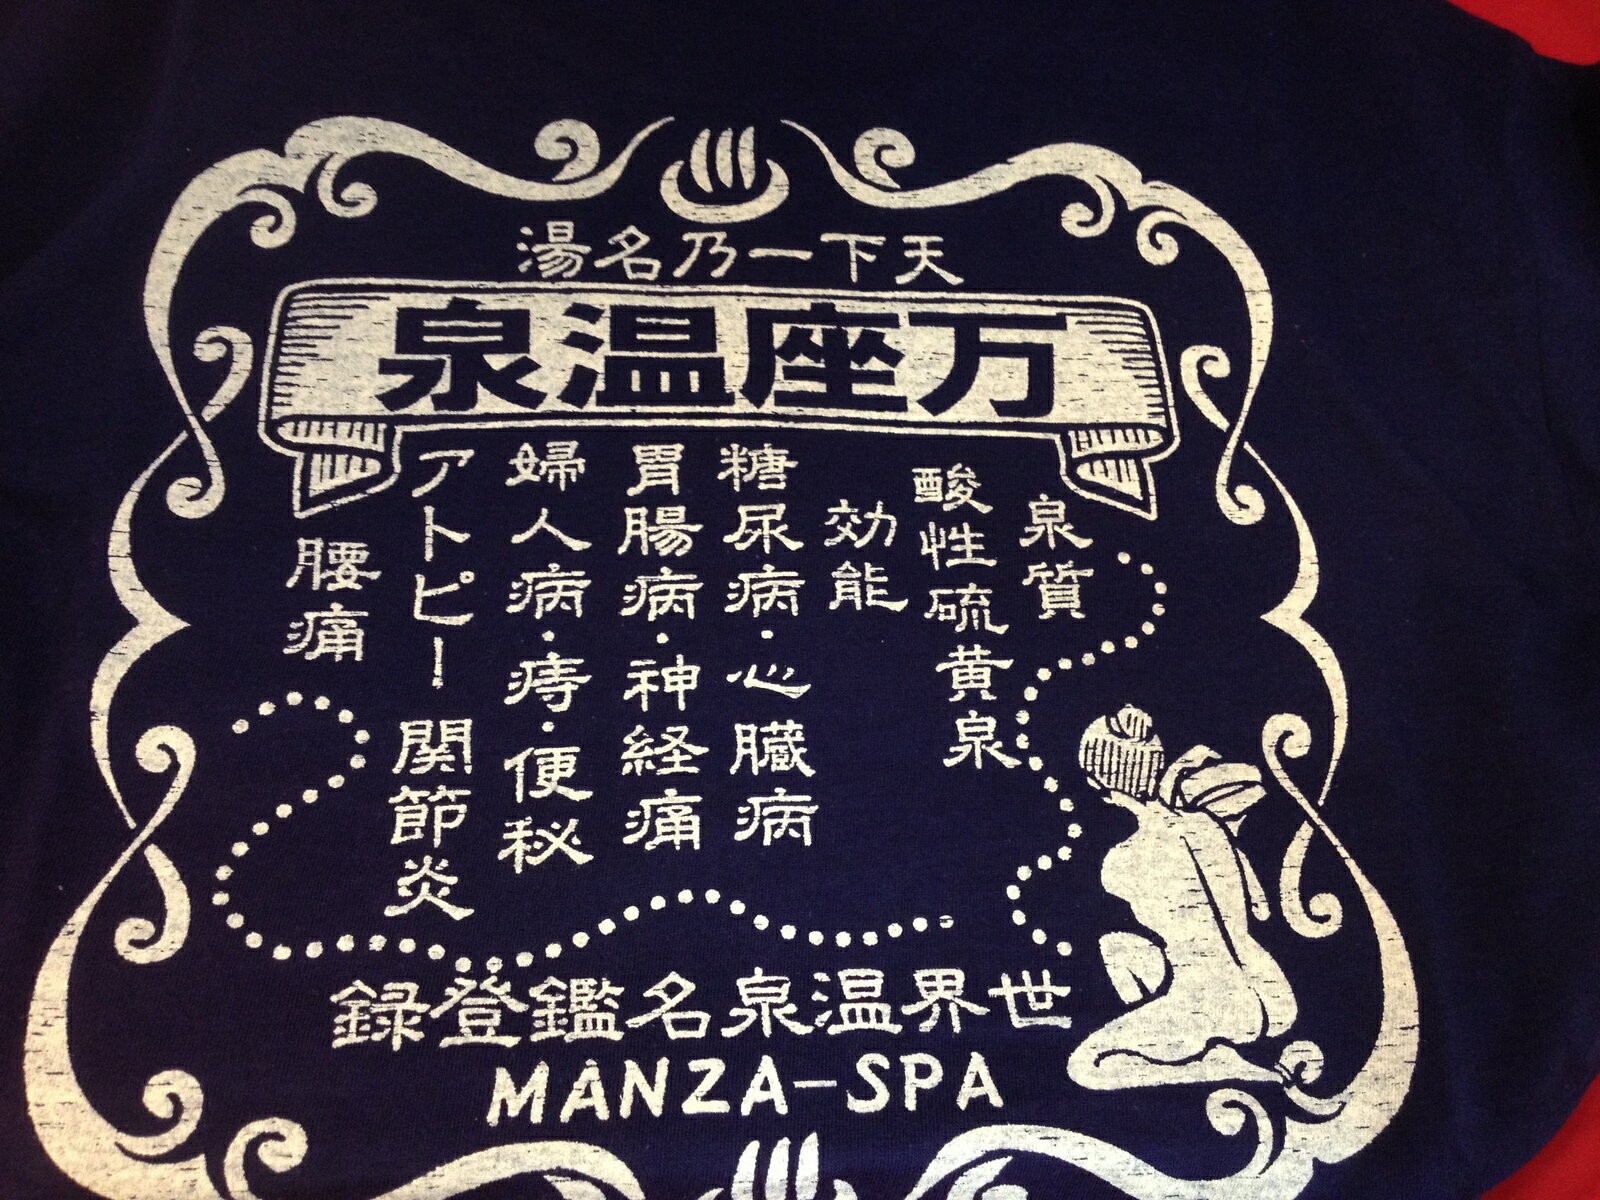 天下一乃名湯
万座温泉
泉質
酸性硫黄泉
効能
糖尿病・心臓病
胃腸病・神経痛
婦人病・痔・便秘
アトピー 関節炎
腰痛
世界温泉名鑑登録
MANZA-SPA